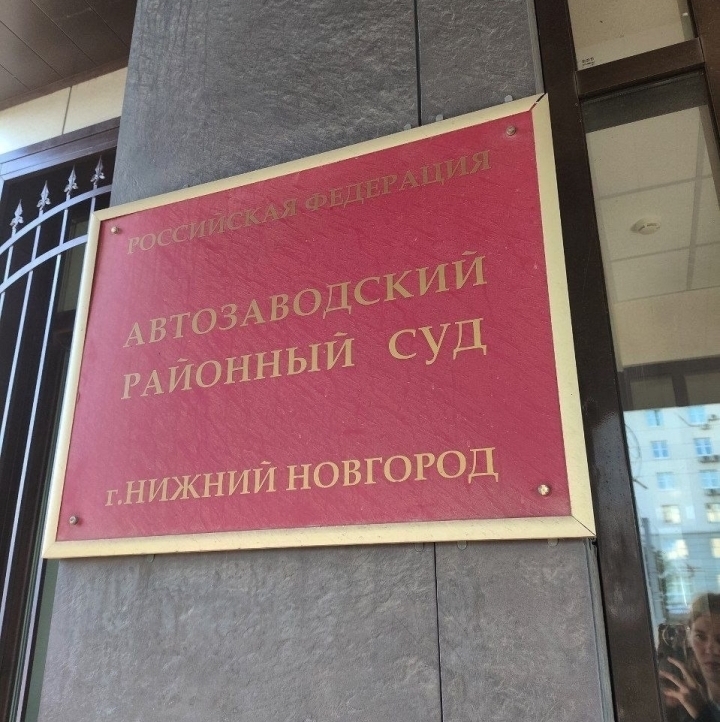 РОССИЙСКАЯ ФЕДЕРАЦИЯ
АВТОЗАВОДСКИЙ
РАЙОННЫЙ СУД
г.НИЖНИЙ НОВГОРОД